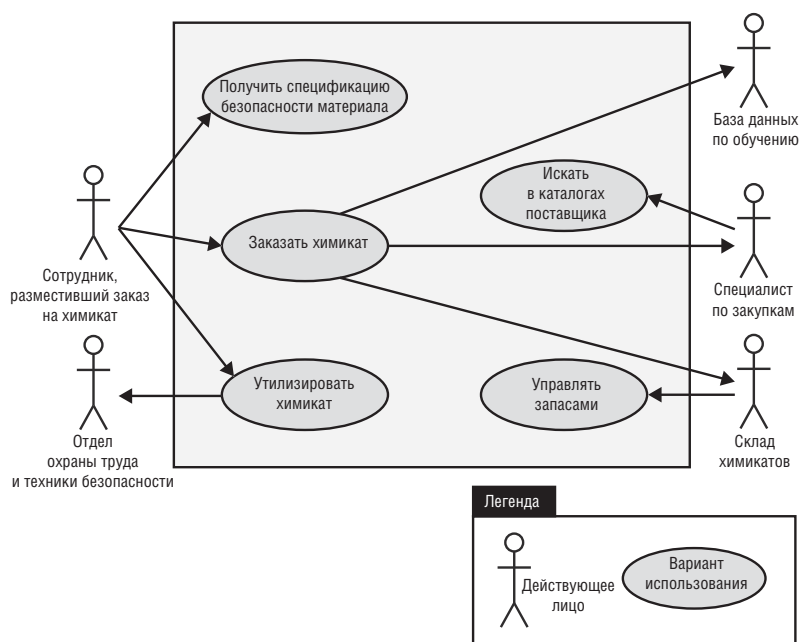 Получить спецификацию
безопасности материала
База данных
по обучению
Искать
в каталогах
поставщика
Заказать химикат
Сотрудник,
разместивший заказ
на химикат
Специалист
по закупкам
Утилизировать
химикат
Управлять
запасами
Отдел
охраны труда
и техники безопасности
Склад
химикатов
Легенда
Действующее
лицо
Вариант
использования